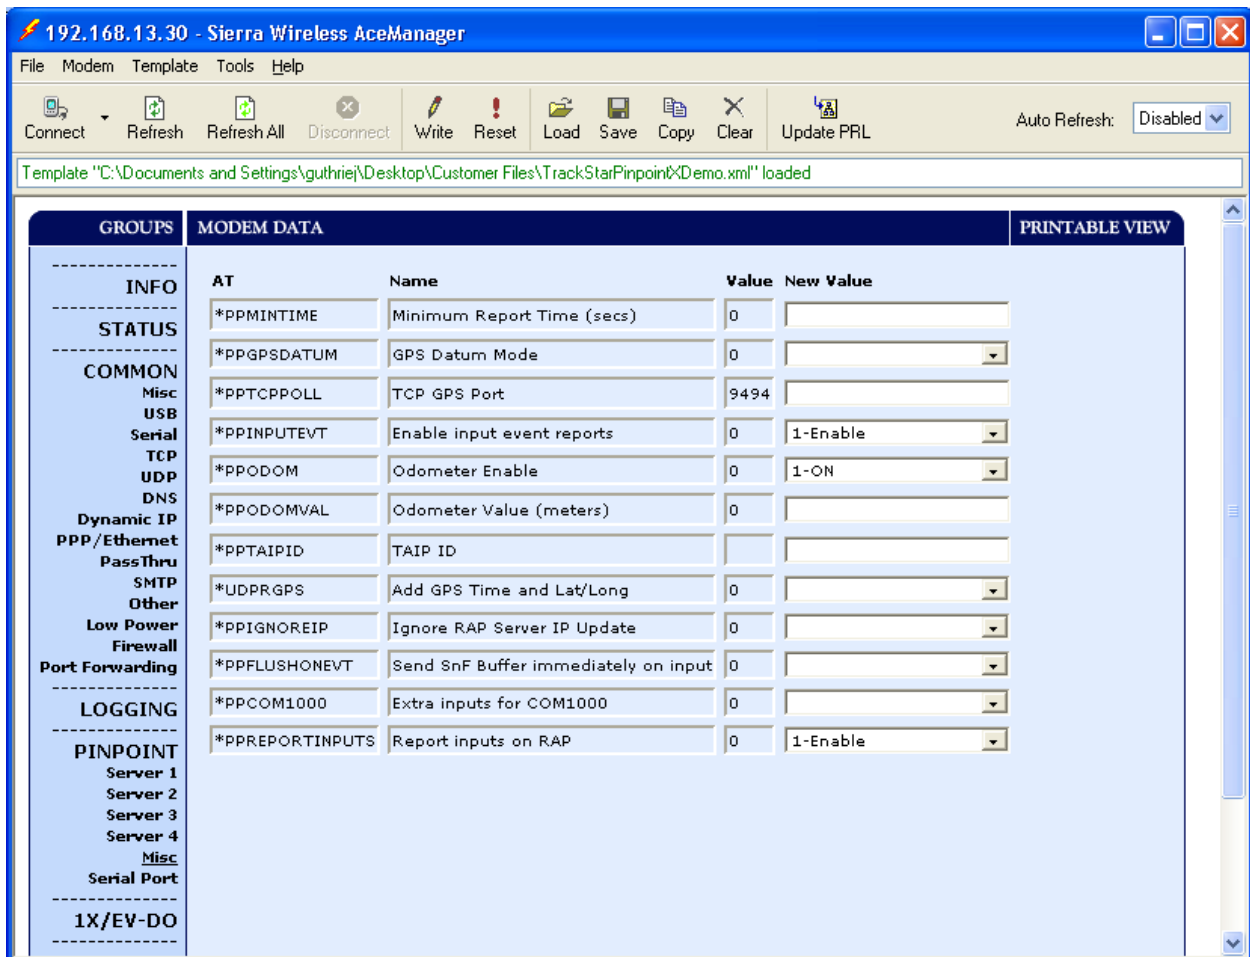 192.168.13.30 - Sierra Wireless AceManager
File Modem Template Tools Help
Connect Refresh Refresh All Disconnect Write Reset Load Save Copy Clear Update PRL Auto Refresh: Disabled
Template "C:\Documents and Settings\guthriej\Desktop\Customer Files\TrackStarPinpointXDemo.xml" loaded
GROUPS MODEM DATA PRINTABLE VIEW
INFO
STATUS
COMMON
Misc
USB
Serial
TCP
UDP
DNS
Dynamic IP
PPP/Ethernet
PassThru
SMTP
Other
Low Power
Firewall
Port Forwarding
LOGGING
PINPOINT
Server 1
Server 2
Server 3
Server 4
Misc
Serial Port
1X/EV-DO
AT Name Value New Value
*PPMINTIME Minimum Report Time (secs) 0
*PPGPSDATUM GPS Datum Mode 0
*PPTCPPOLL TCP GPS Port 9494
*PPINPUTEVT Enable input event reports 0 1-Enable
*PPODOM Odometer Enable 0 1-ON
*PPODOMVAL Odometer Value (meters) 0
*PPTAIPID TAIP ID
*UDPRGPS Add GPS Time and Lat/Long 0
*PPIGNOREIP Ignore RAP Server IP Update 0
*PPFLUSHONEVT Send SnF Buffer immediately on input 0
*PPCOM1000 Extra inputs for COM1000 0
*PPREPORTINPUTS Report inputs on RAP 0 1-Enable